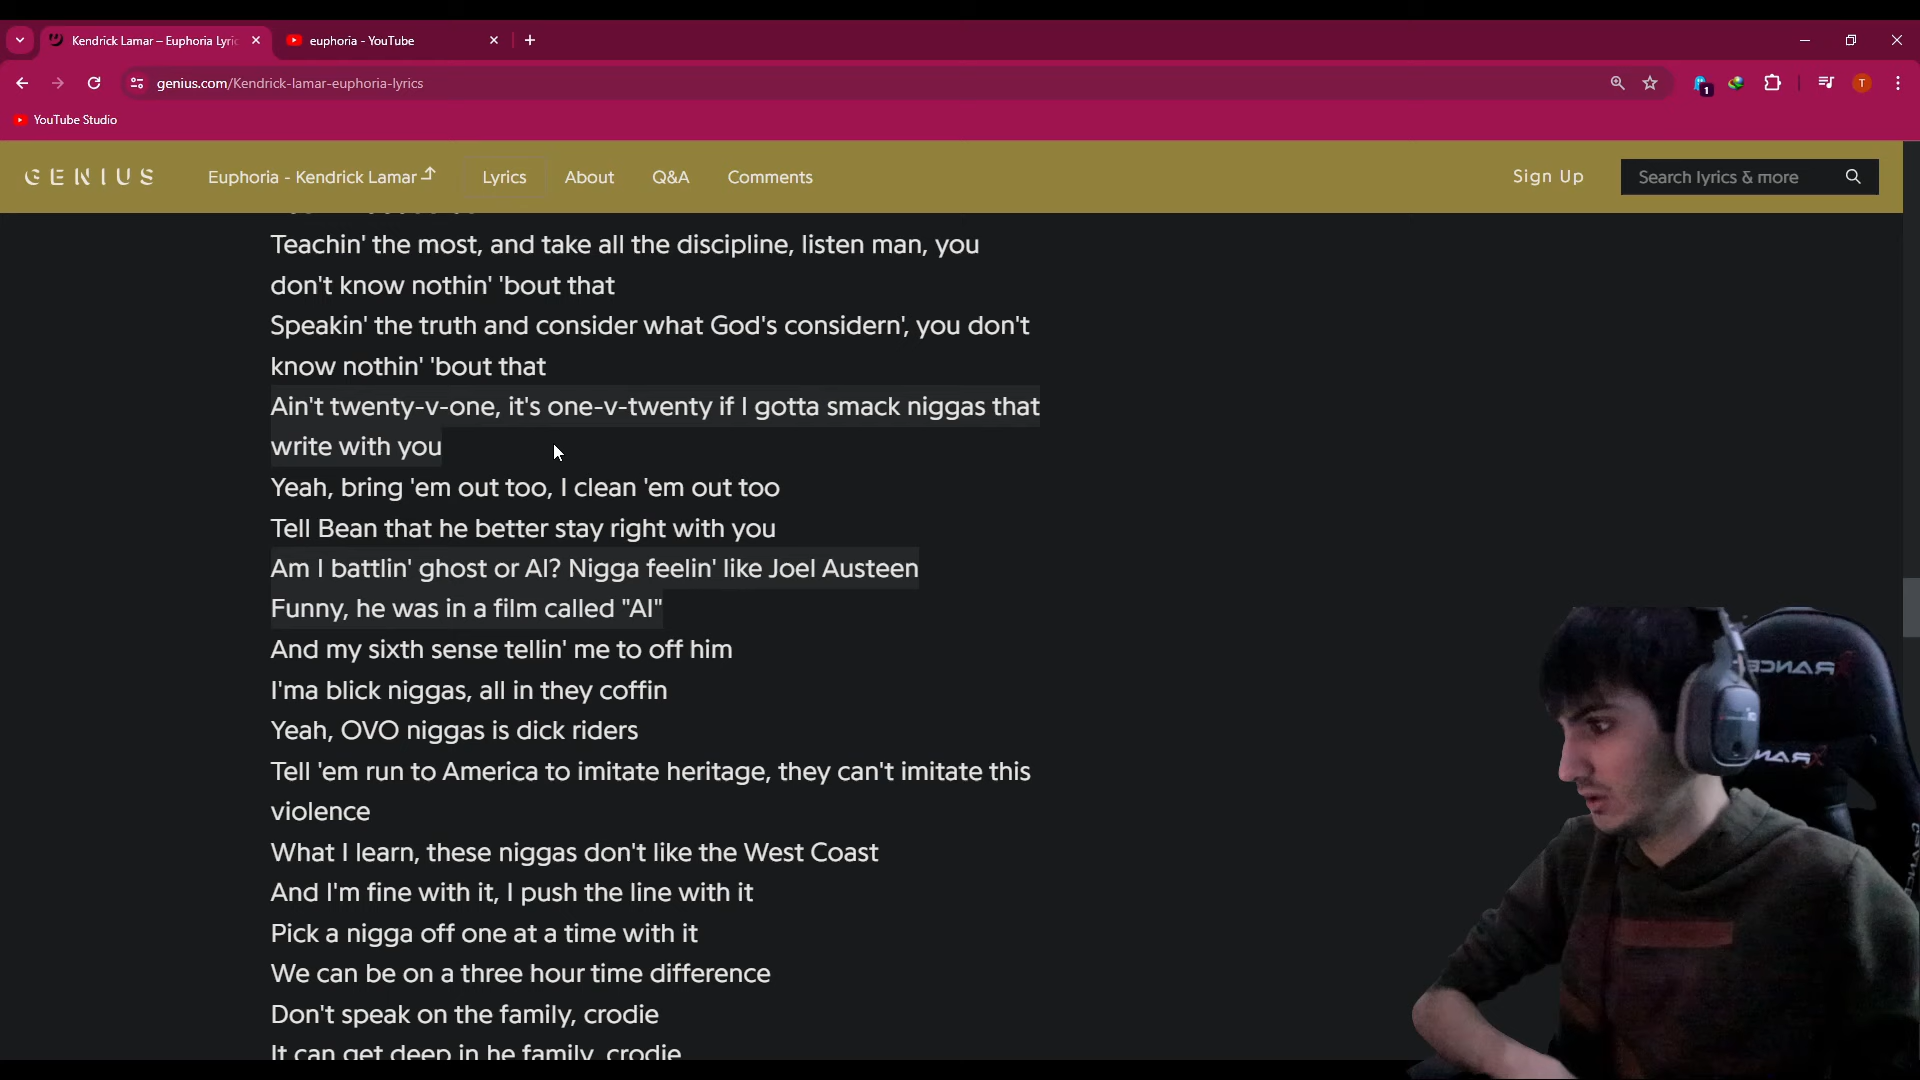 Kendrick Lamar – Euphoria Lyric
euphoria - YouTube
genius.com/Kendrick-lamar-euphoria-lyrics
1
T
YouTube Studio
GENIUS
Euphoria - Kendrick Lamar
Lyrics
About
Q&A
Comments
Sign Up
Search lyrics & more
Teachin' the most, and take all the discipline, listen man, you
don't know nothin' 'bout that
Speakin' the truth and consider what God's considern', you don't
know nothin' 'bout that
Ain't twenty-v-one, it's one-v-twenty if I gotta smack niggas that
write with you
Yeah, bring 'em out too, I clean 'em out too
Tell Bean that he better stay right with you
Am I battlin' ghost or AI? Nigga feelin' like Joel Austeen
Funny, he was in a film called "AI"
And my sixth sense tellin' me to off him
I'ma blick niggas, all in they coffin
Yeah, OVO niggas is dick riders
Tell 'em run to America to imitate heritage, they can't imitate this
violence
What I learn, these niggas don't like the West Coast
And I'm fine with it, I push the line with it
Pick a nigga off one at a time with it
We can be on a three hour time difference
Don't speak on the family, crodie
It can get deep in he family, crodie